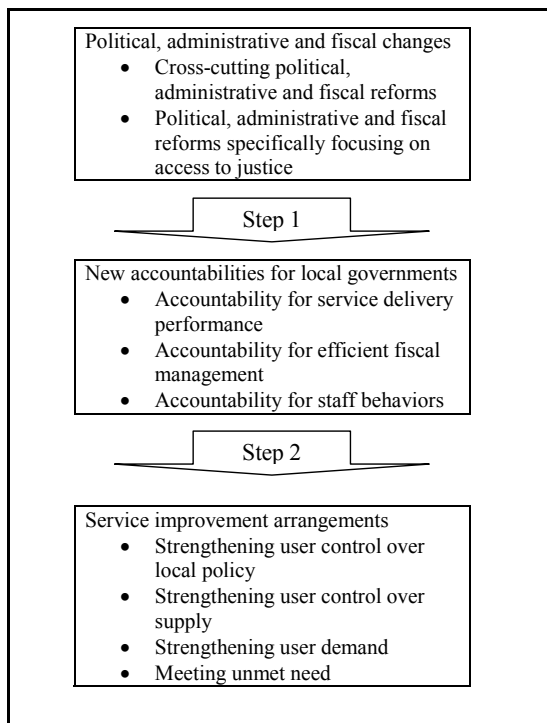 Political, administrative and fiscal changes
• Cross-cutting political,
administrative and fiscal reforms
• Political, administrative and fiscal
reforms specifically focusing on
access to justice
Step 1
New accountabilities for local governments
• Accountability for service delivery
performance
• Accountability for efficient fiscal
management
• Accountability for staff behaviors
Step 2
Service improvement arrangements
• Strengthening user control over
local policy
• Strengthening user control over
supply
• Strengthening user demand
• Meeting unmet need